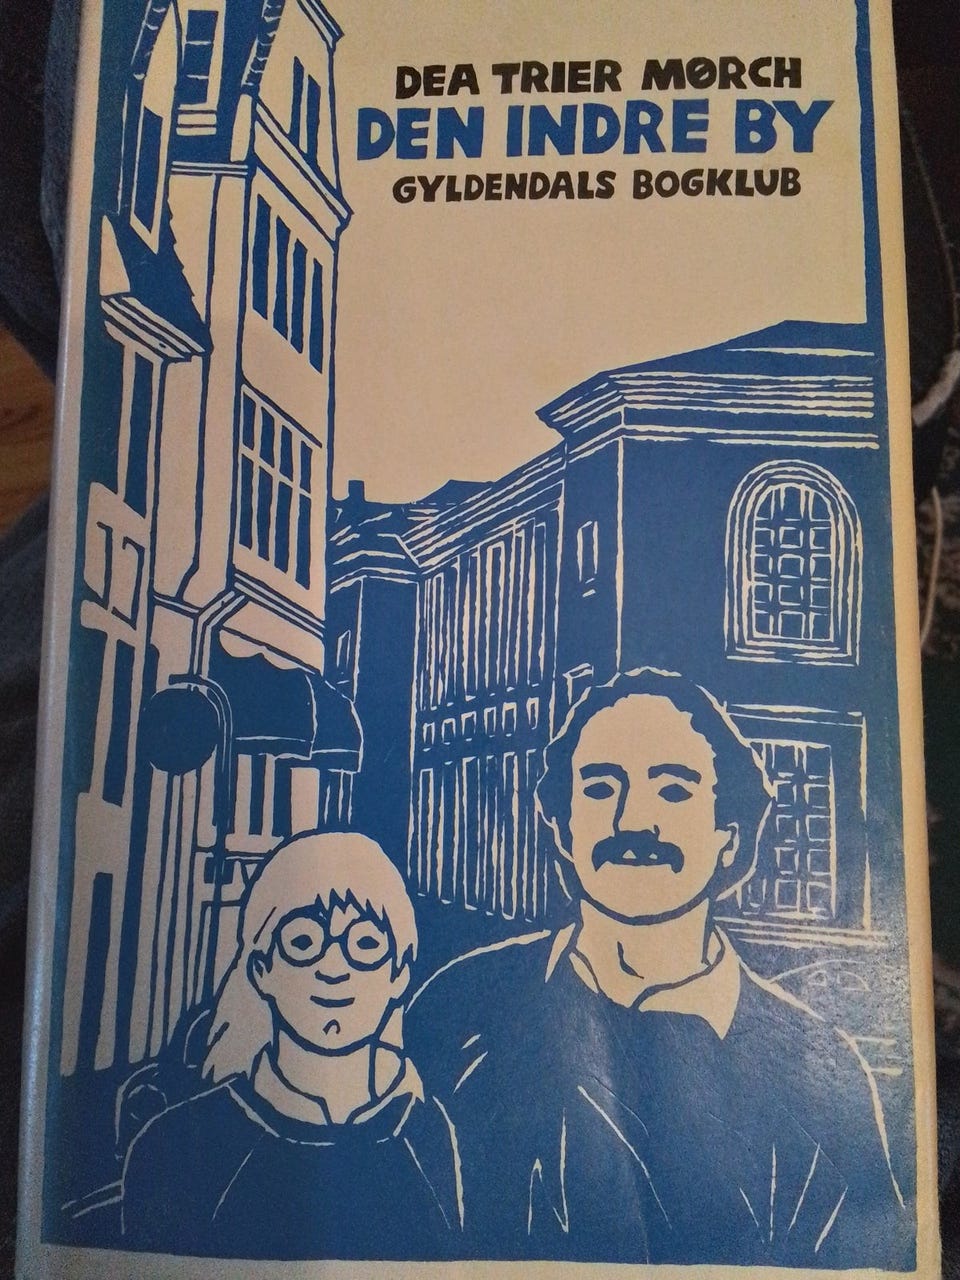 DEA TRIER MØRCH
DEN INDRE BY
GYLDENDALS BOGKLUB